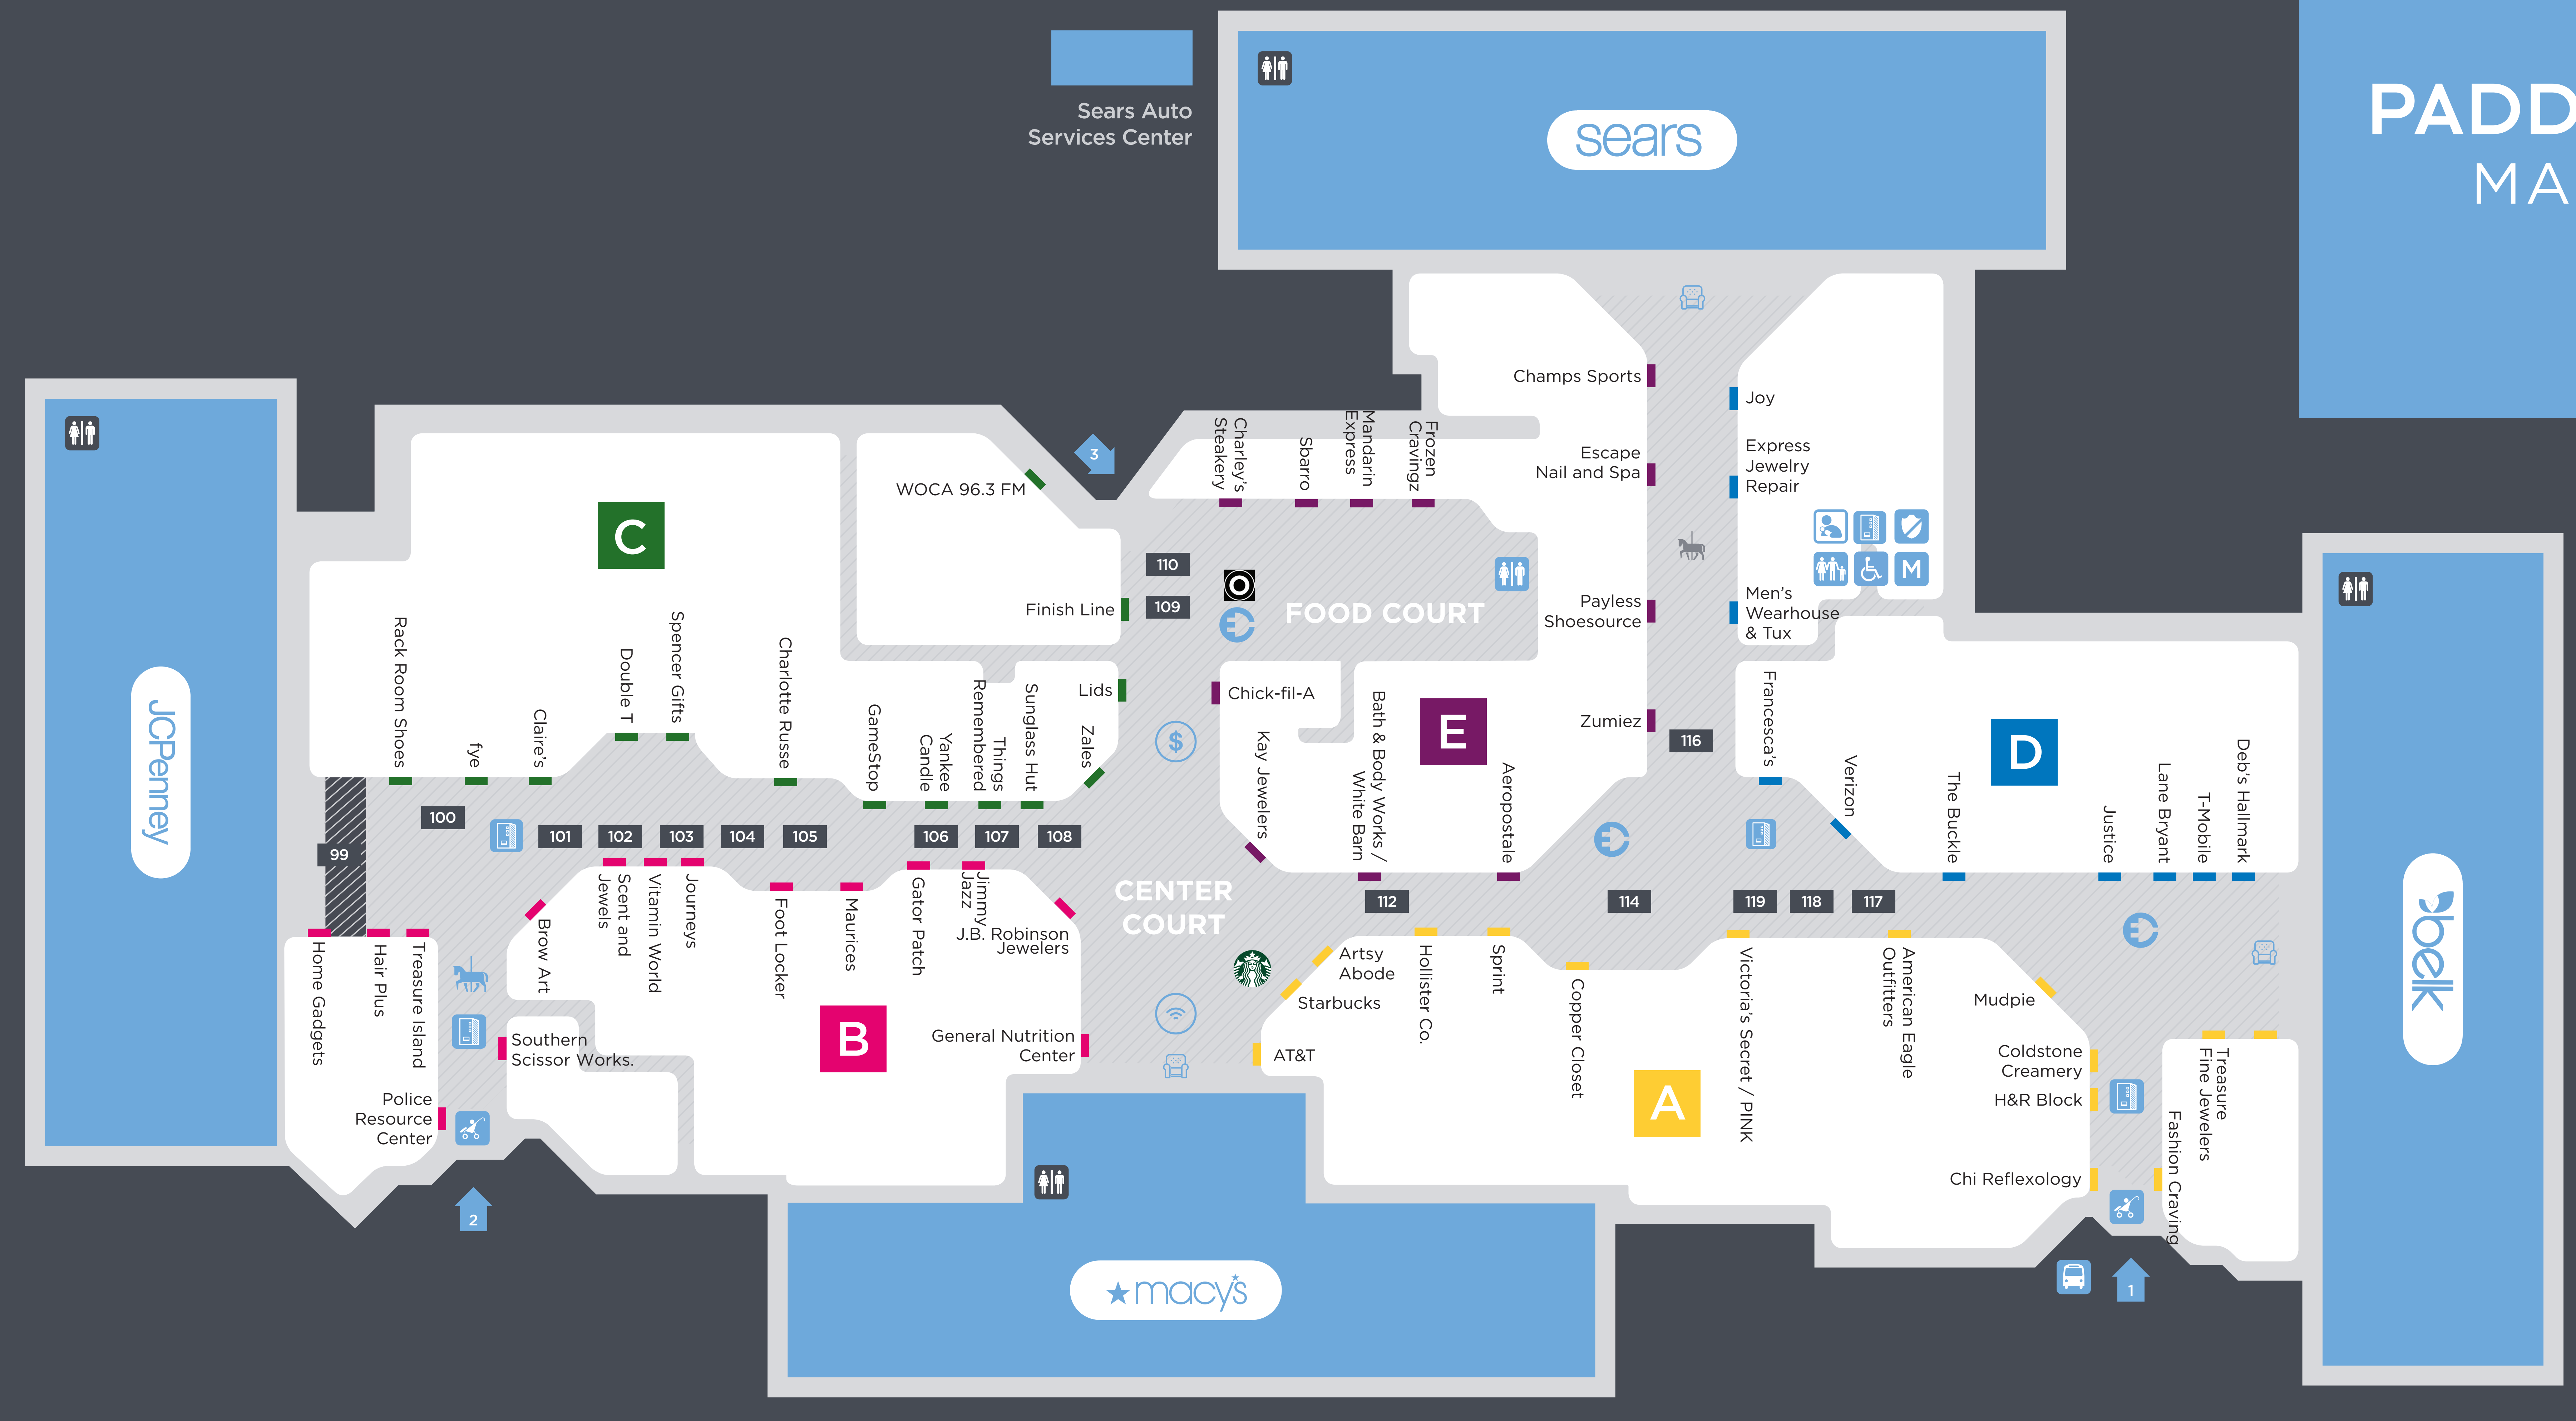 PADD
MA
Sears Auto
Services Center
sears
Champs Sports
Joy
Escape
Nail and Spa
Express
Jewelry
Repair
Payless
Shoesource
Men's
Wearhouse
& Tux
M
Zumiez
116
3
Charley's
Steakery
Sbarro
Mandarin
Express
Frozen
Cravingz
WOCA 96.3 FM
C
110
109
FOOD COURT
Finish Line
Lids
Zales
Chick-fil-A
$
Rack Room Shoes
fye
Claire's
Double T
Spencer Gifts
Charlotte Russe
GameStop
Yankee
Candle
Things
Remembered
Sunglass Hut
Kay Jewelers
Bath & Body Works /
White Barn
E
Aeropostale
Francesca's
Verizon
The Buckle
D
Justice
Lane Bryant
T-Mobile
Deb's Hallmark
JCPenney
belk
99
100
101
102
103
104
105
106
107
108
112
114
119
118
117
CENTER
COURT
Home Gadgets
Hair Plus
Treasure Island
Brow Art
Scent and
Jewels
Vitamin World
Journeys
Foot Locker
Maurices
Gator Patch
Jimmy
Jazz
J.B. Robinson
Jewelers
General Nutrition
Center
B
Southern
Scissor Works.
Police
Resource
Center
2
Artsy
Abode
Starbucks
AT&T
Hollister Co.
Sprint
Copper Closet
A
Victoria's Secret / PINK
American Eagle
Outfitters
Mudpie
Coldstone
Creamery
H&R Block
Chi Reflexology
Treasure
Fine Jewelers
Fashion Craving
1
macy's